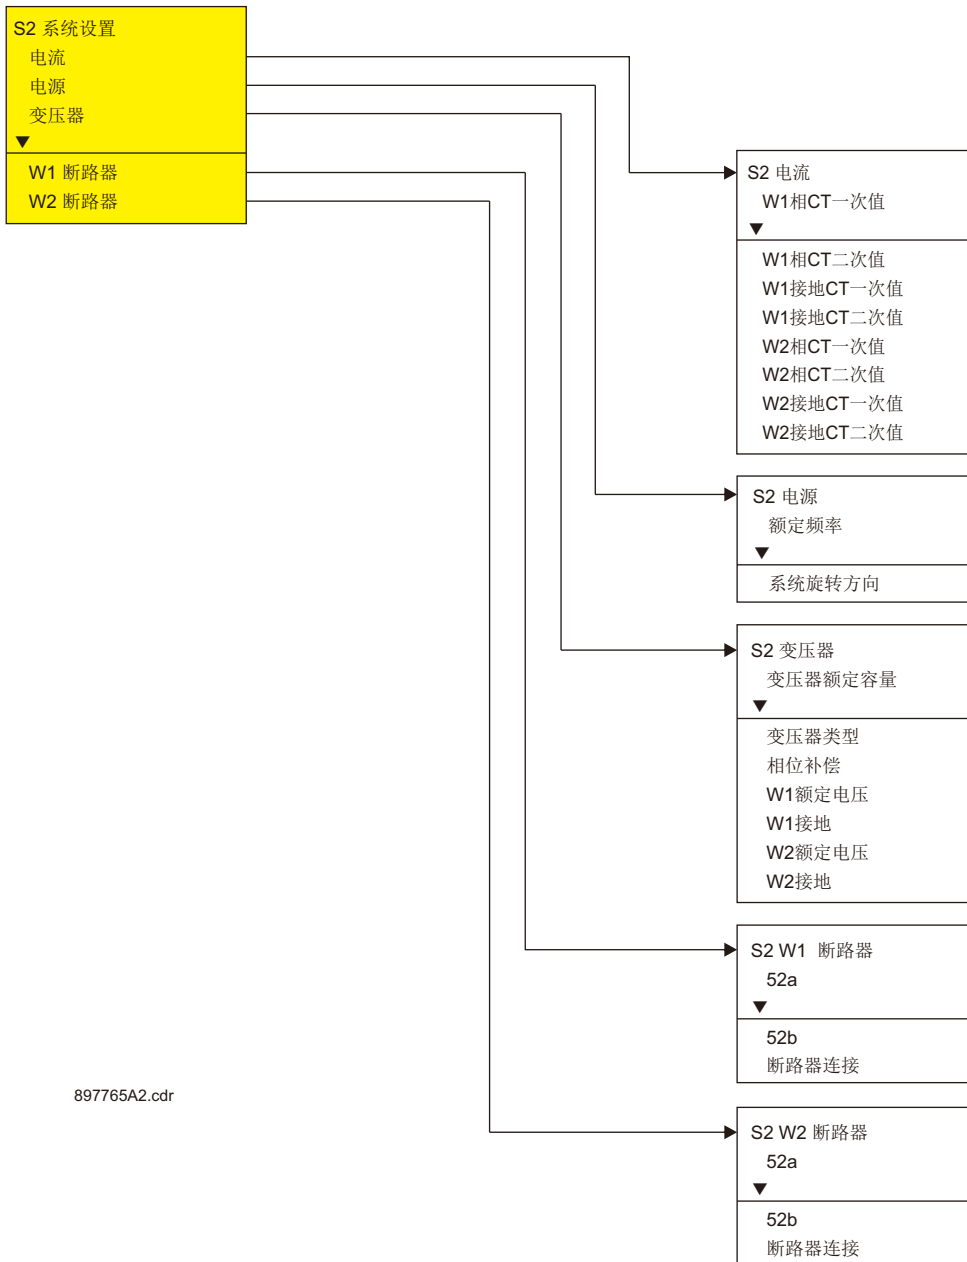 S2 系统设置
电流
电源
变压器
▼
W1 断路器
W2 断路器
S2 电流
W1相CT一次值
▼
W1相CT二次值
W1接地CT一次值
W1接地CT二次值
W2相CT一次值
W2相CT二次值
W2接地CT一次值
W2接地CT二次值
S2 电源
额定频率
▼
系统旋转方向
S2 变压器
变压器额定容量
▼
变压器类型
相位补偿
W1额定电压
W1接地
W2额定电压
W2接地
S2 W1 断路器
52a
▼
52b
断路器连接
S2 W2 断路器
52a
▼
52b
断路器连接
897765A2.cdr